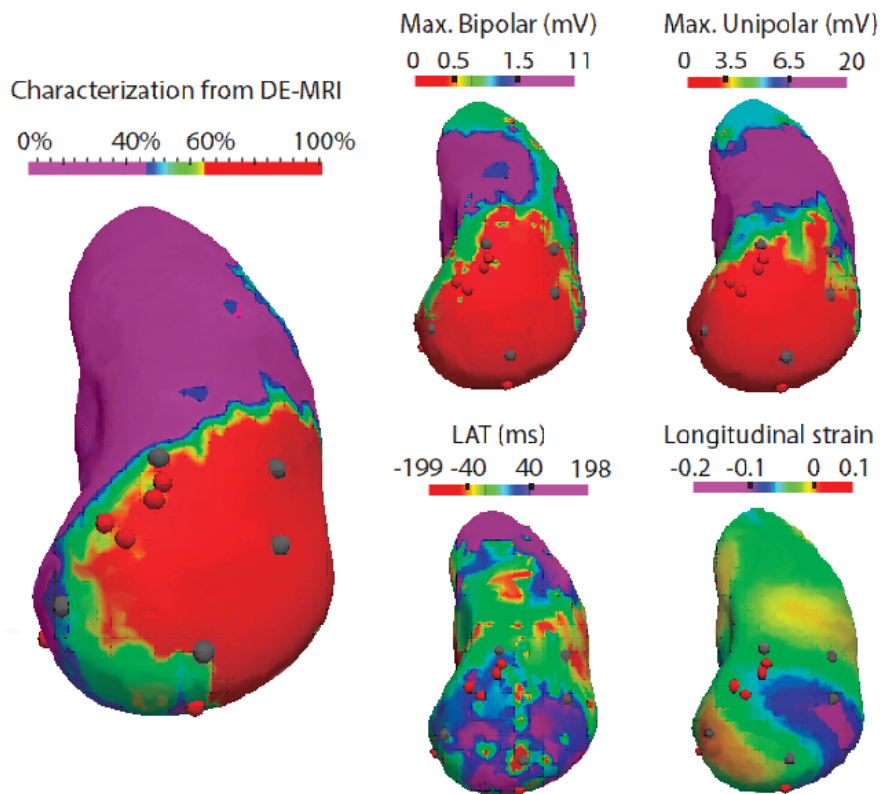 Max. Bipolar (mV)
0 0.5 1.5 11
Max. Unipolar (mV)
0 3.5 6.5 20
Characterization from DE-MRI
0% 40% 60% 100%
LAT (ms)
-199 -40 40 198
Longitudinal strain
-0.2 -0.1 0 0.1